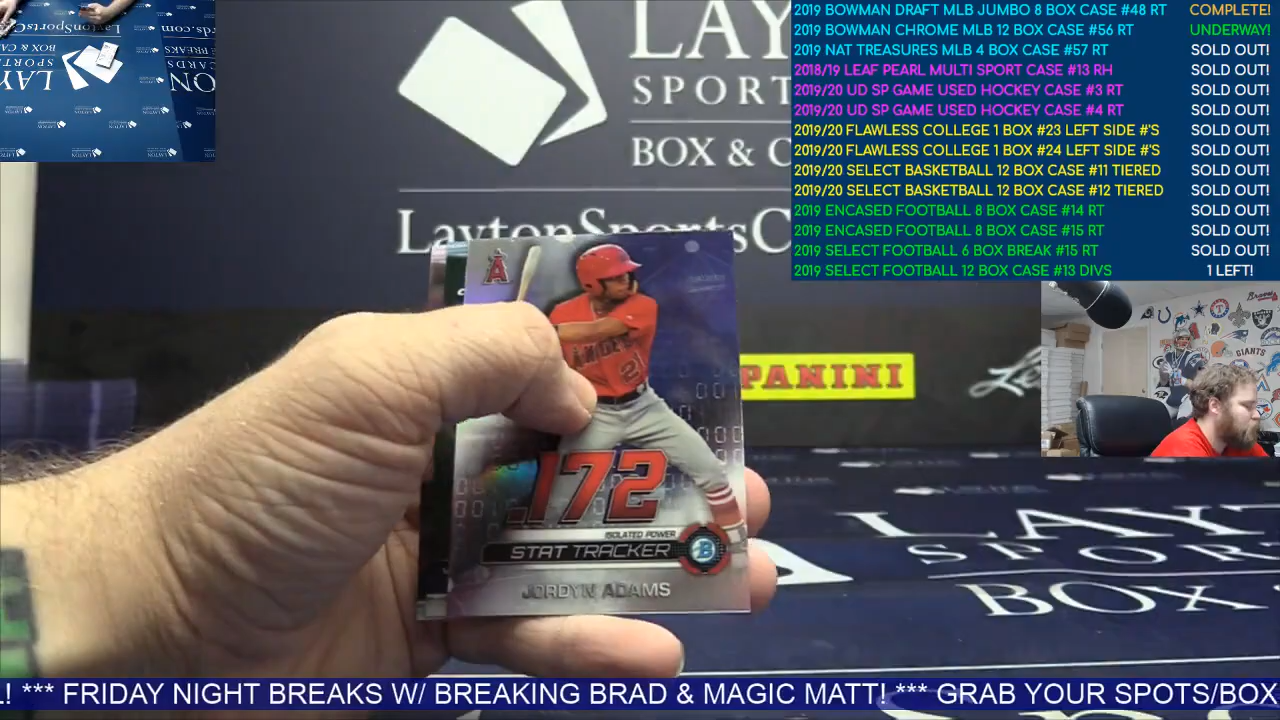 2019 BOWMAN DRAFT MLB JUMBO 8 BOX CASE #48 RT COMPLETE!
2019 BOWMAN CHROME MLB 12 BOX CASE #56 RT UNDERWAY!
2019 NAT TREASURES MLB 4 BOX CASE #57 RT SOLD OUT!
2018/19 LEAF PEARL MULTI SPORT CASE #13 RH SOLD OUT!
2019/20 UD SP GAME USED HOCKEY CASE #3 RT SOLD OUT!
2019/20 UD SP GAME USED HOCKEY CASE #4 RT SOLD OUT!
2019/20 FLAWLESS COLLEGE 1 BOX #23 LEFT SIDE #'S SOLD OUT!
2019/20 FLAWLESS COLLEGE 1 BOX #24 LEFT SIDE #'S SOLD OUT!
2019/20 SELECT BASKETBALL 12 BOX CASE #11 TIERED SOLD OUT!
2019/20 SELECT BASKETBALL 12 BOX CASE #12 TIERED SOLD OUT!
2019 ENCASED FOOTBALL 8 BOX CASE #14 RT SOLD OUT!
2019 ENCASED FOOTBALL 8 BOX CASE #15 RT SOLD OUT!
2019 SELECT FOOTBALL 6 BOX BREAK #15 RT SOLD OUT!
2019 SELECT FOOTBALL 12 BOX CASE #13 DIVS 1 LEFT!
LAY
SPORT
BOX & C
LaytonSportsC
PANINI
Le
GIANTS
A
172
ISOLATED POWER
STAT TRACKER
B
JORDYN ADAMS
LAYT
SPORT
BOX
L! *** FRIDAY NIGHT BREAKS W/ BREAKING BRAD & MAGIC MATT! *** GRAB YOUR SPOTS/BOX